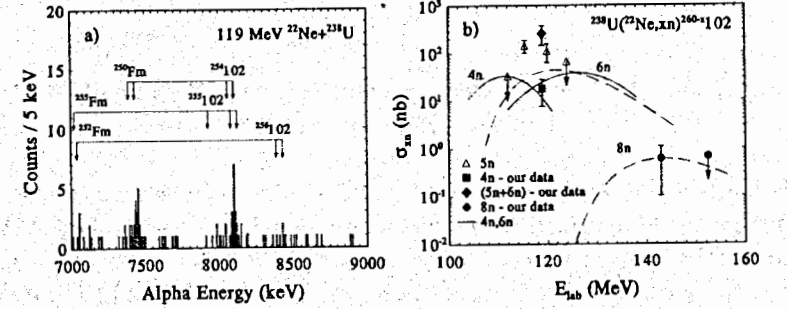 a) 119 MeV ²²Ne+²³⁸U
²⁵⁰Fm ²⁵⁴102
²⁵⁵Fm ²⁵⁵102
²⁵²Fm ²⁵⁶102
20
15
10
5
0
Counts / 5 keV
7000 7500 8000 8500 9000
Alpha Energy (keV)
b) ²³⁸U(²²Ne,xn)²⁶⁰⁻ˣ102
4n 6n
8n
5n
4n - our data
(5n+6n) - our data
8n - our data
4n,6n
10³
10²
10¹
10⁰
10⁻¹
10⁻²
σxn (nb)
100 120 140 160
Elab (MeV)